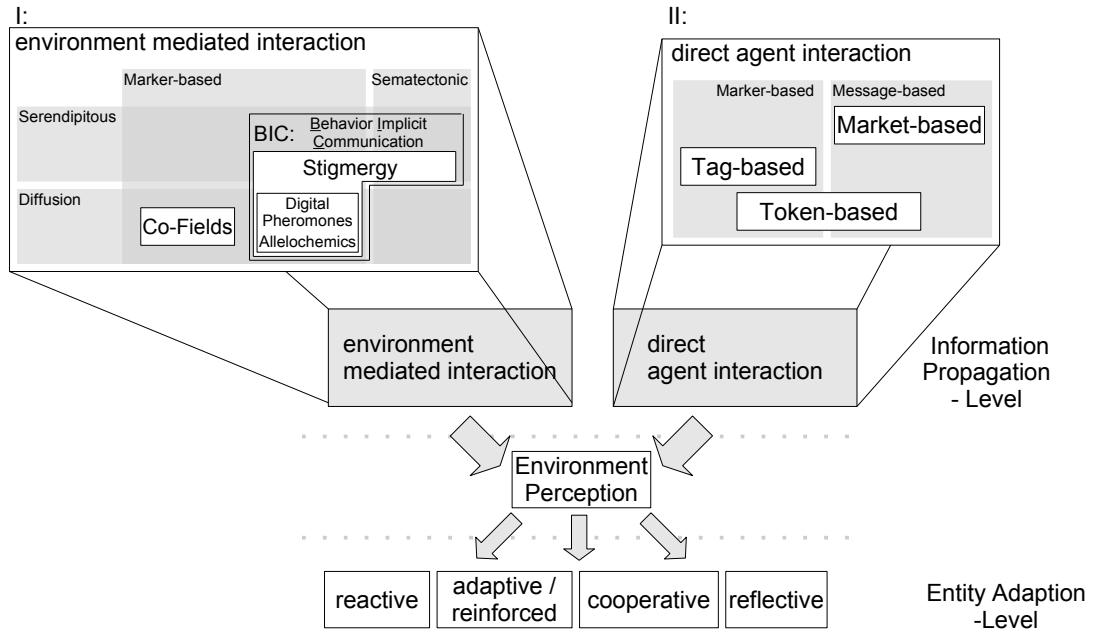 I:
environment mediated interaction
Marker-based
Sematectonic
Serendipitous
BIC: Behavior Implicit
Communication
Stigmergy
Diffusion
Co-Fields
Digital
Pheromones
Allelochemics
II:
direct agent interaction
Marker-based
Message-based
Market-based
Tag-based
Token-based
environment
mediated interaction
direct
agent interaction
Information
Propagation
- Level
Environment
Perception
reactive
adaptive /
reinforced
cooperative
reflective
Entity Adaption
-Level